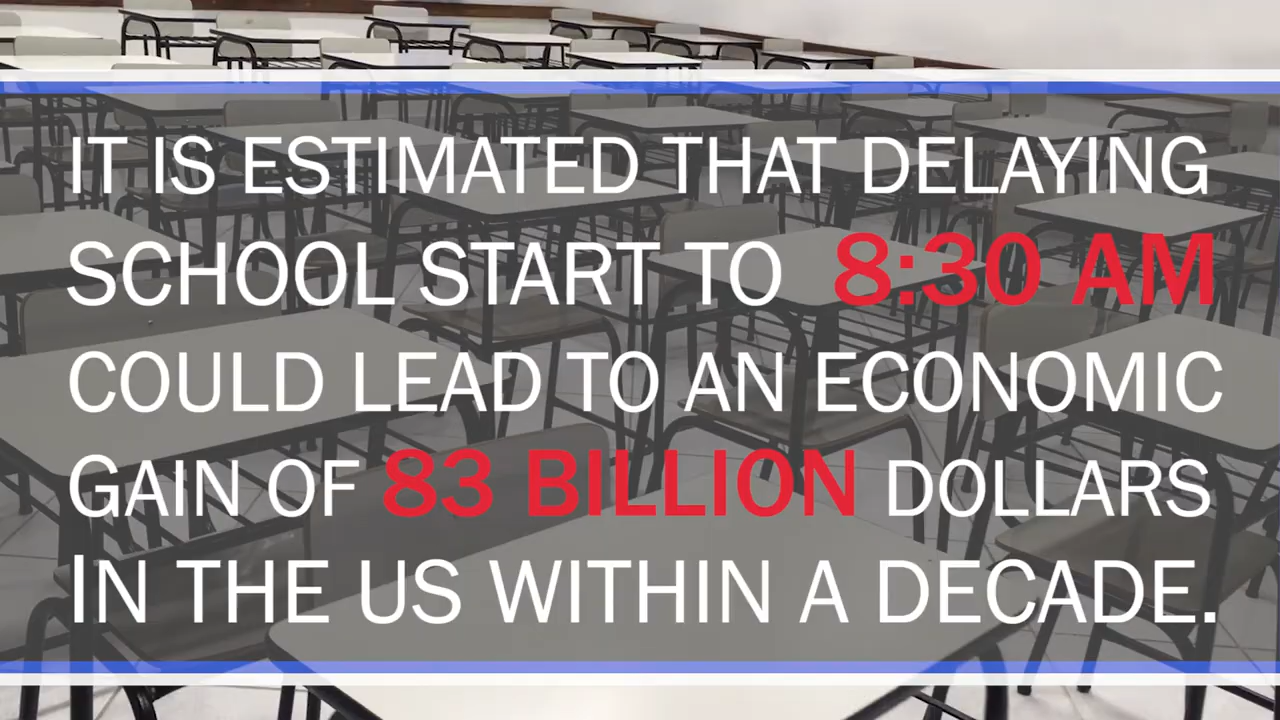 IT IS ESTIMATED THAT DELAYING
SCHOOL START TO 8:30 AM
COULD LEAD TO AN ECONOMIC
GAIN OF 83 BILLION DOLLARS
IN THE US WITHIN A DECADE.